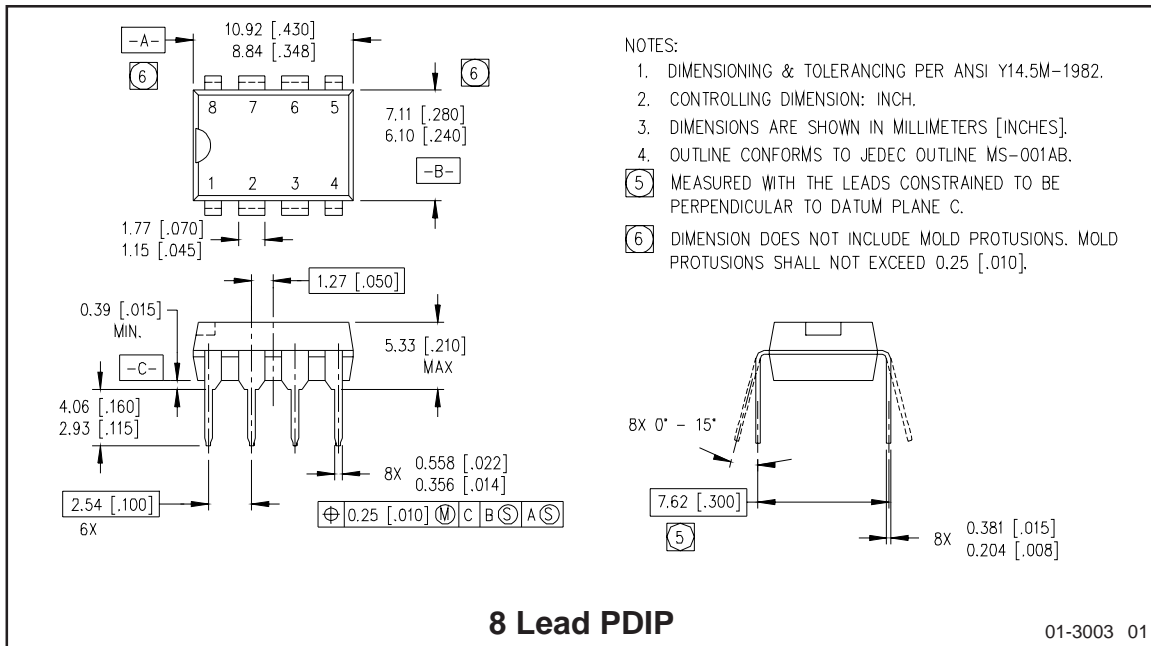 10.92 [.430]
8.84 [.348]
-A-
6
6
8 7 6 5
1 2 3 4
7.11 [.280]
6.10 [.240]
-B-
1.77 [.070]
1.15 [.045]
1.27 [.050]
0.39 [.015]
MIN.
-C-
5.33 [.210]
MAX
4.06 [.160]
2.93 [.115]
2.54 [.100]
6X
8X 0.558 [.022]
0.356 [.014]
⌖ 0.25 [.010] Ⓜ C B Ⓢ A Ⓢ
NOTES:
1. DIMENSIONING & TOLERANCING PER ANSI Y14.5M-1982.
2. CONTROLLING DIMENSION: INCH.
3. DIMENSIONS ARE SHOWN IN MILLIMETERS [INCHES].
4. OUTLINE CONFORMS TO JEDEC OUTLINE MS-001AB.
5 MEASURED WITH THE LEADS CONSTRAINED TO BE
PERPENDICULAR TO DATUM PLANE C.
6 DIMENSION DOES NOT INCLUDE MOLD PROTUSIONS. MOLD
PROTUSIONS SHALL NOT EXCEED 0.25 [.010].
8X 0° - 15°
7.62 [.300]
5
8X 0.381 [.015]
0.204 [.008]
8 Lead PDIP
01-3003 01